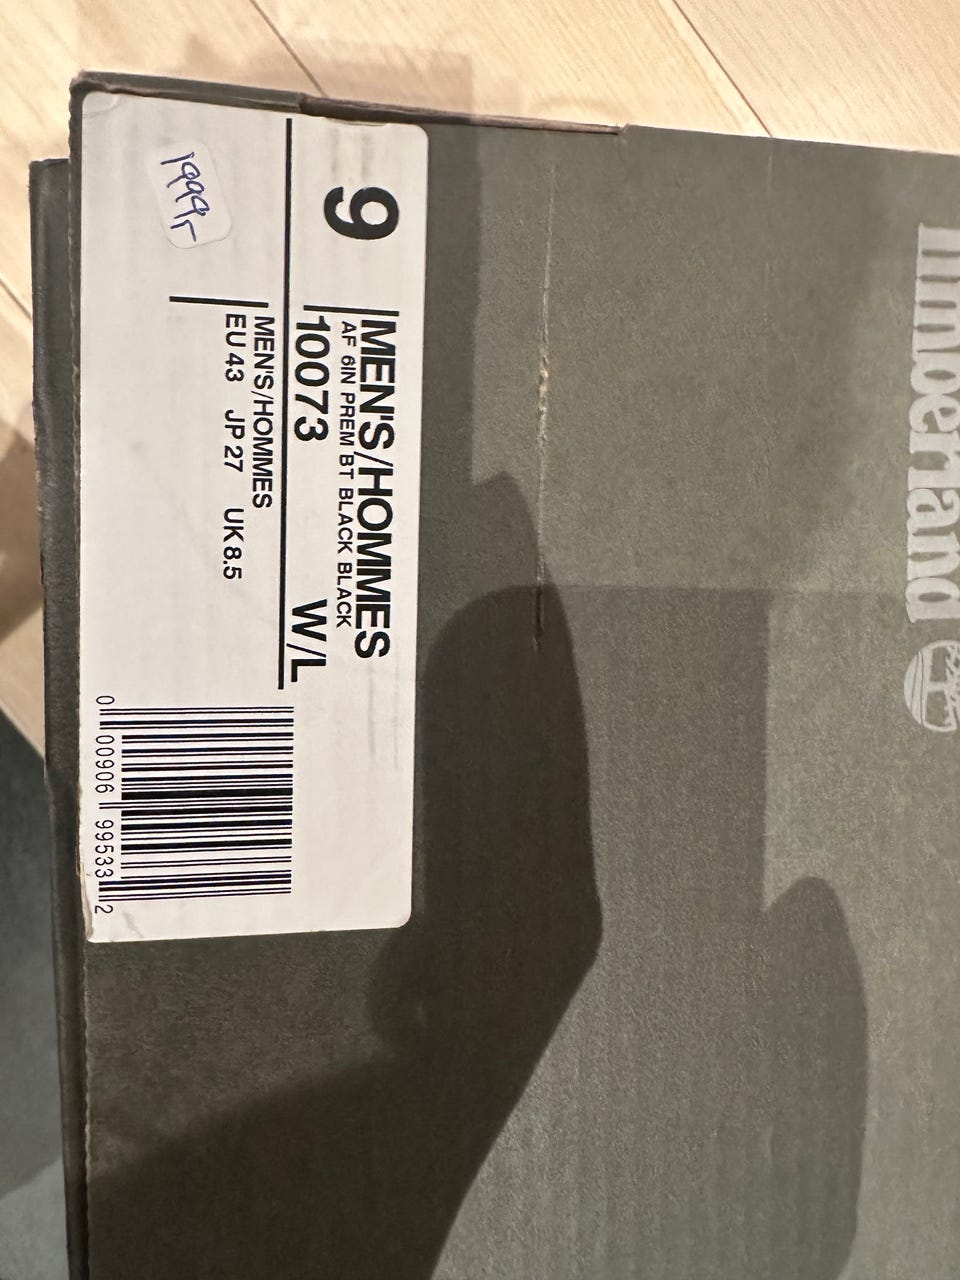 1999,-
9
MEN'S/HOMMES
AF 6IN PREM BT BLACK BLACK
10073 W/L
MEN'S/HOMMES
EU 43 JP 27 UK 8.5
0 00906 99533 2
Timberland